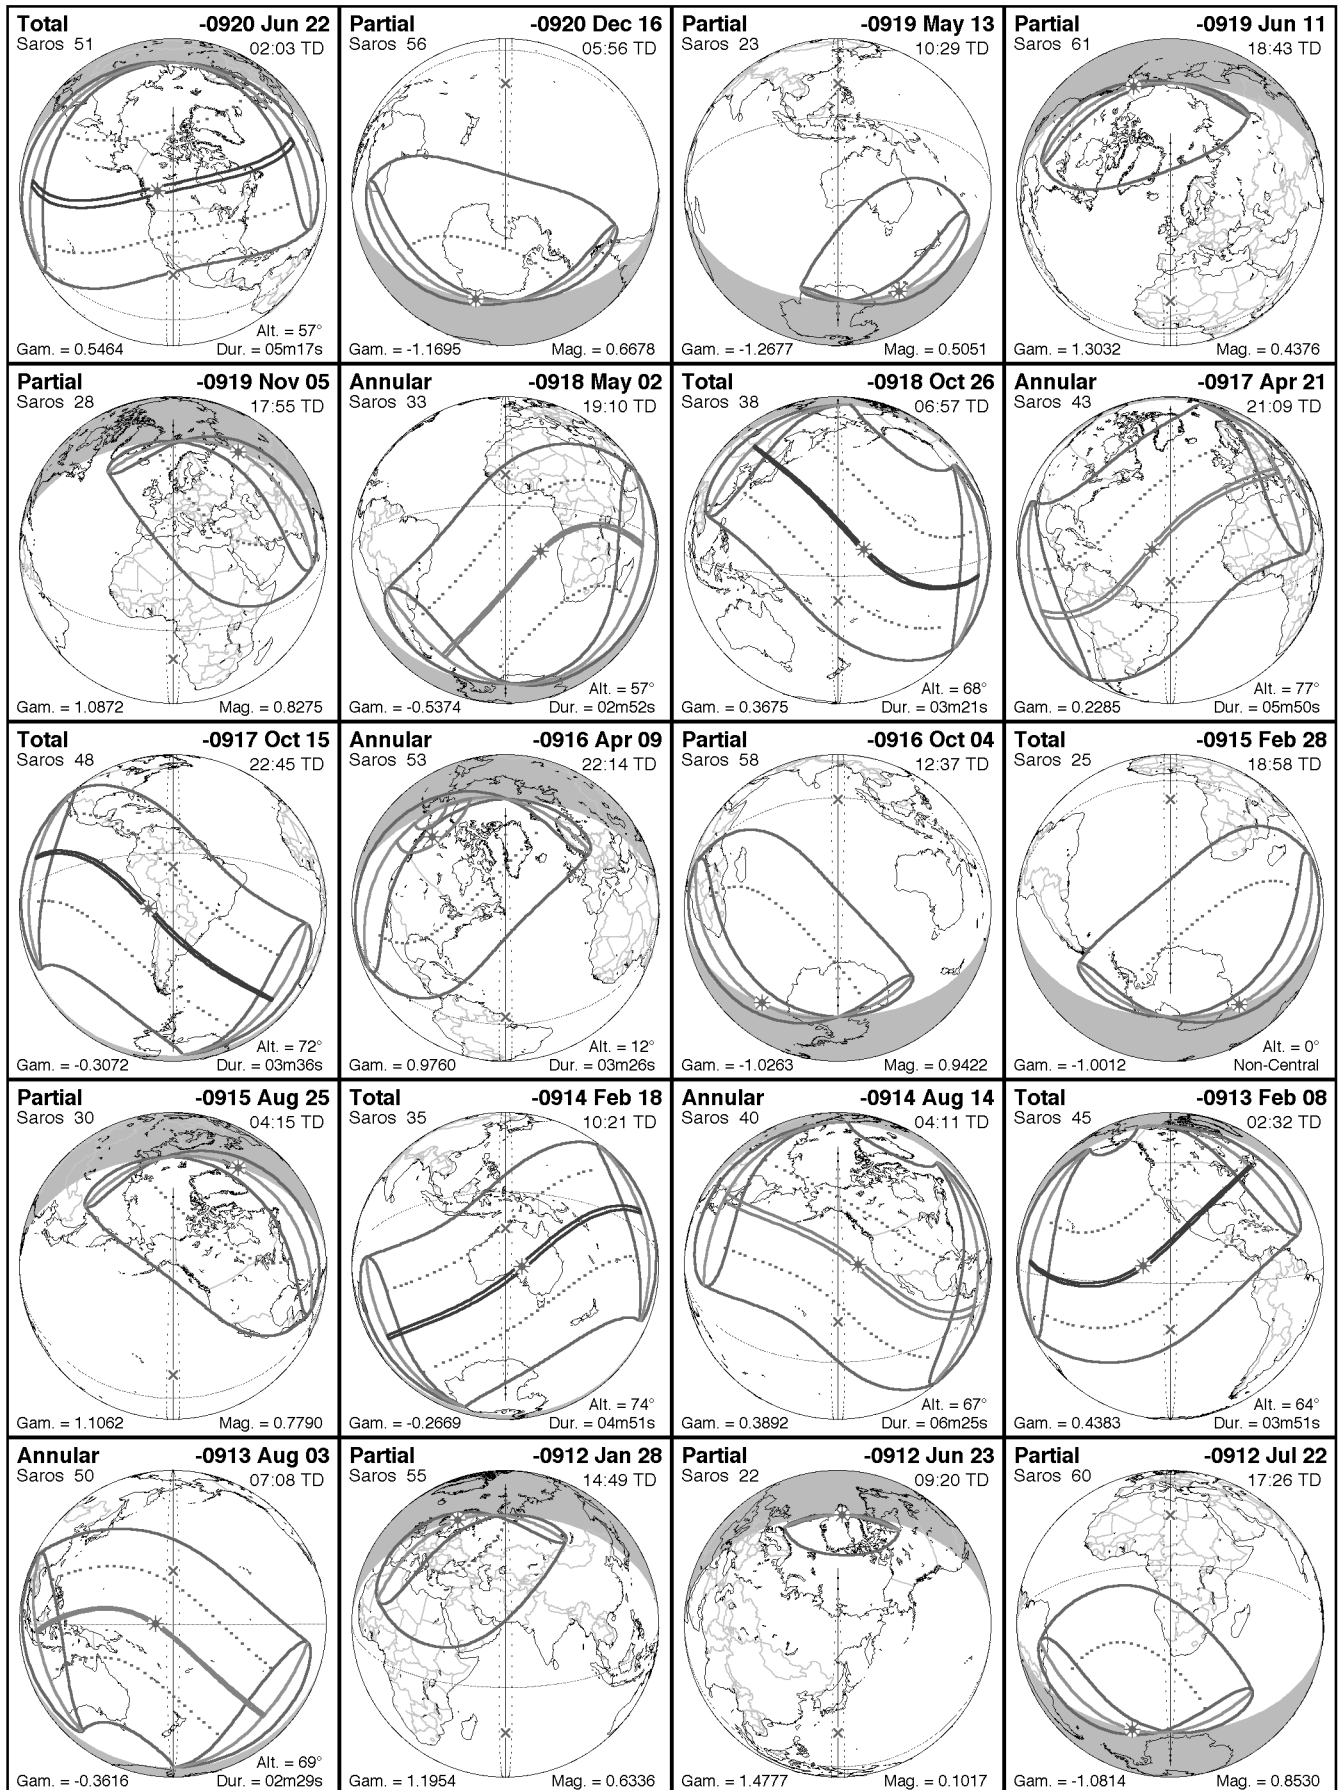 Total -0920 Jun 22
Saros 51 02:03 TD
Alt. = 57°
Gam. = 0.5464 Dur. = 05m17s
Partial -0920 Dec 16
Saros 56 05:56 TD
Gam. = -1.1695 Mag. = 0.6678
Partial -0919 May 13
Saros 23 10:29 TD
Gam. = -1.2677 Mag. = 0.5051
Partial -0919 Jun 11
Saros 61 18:43 TD
Gam. = 1.3032 Mag. = 0.4376
Partial -0919 Nov 05
Saros 28 17:55 TD
Gam. = 1.0872 Mag. = 0.8275
Annular -0918 May 02
Saros 33 19:10 TD
Alt. = 57°
Gam. = -0.5374 Dur. = 02m52s
Total -0918 Oct 26
Saros 38 06:57 TD
Alt. = 68°
Gam. = 0.3675 Dur. = 03m21s
Annular -0917 Apr 21
Saros 43 21:09 TD
Alt. = 77°
Gam. = 0.2285 Dur. = 05m50s
Total -0917 Oct 15
Saros 48 22:45 TD
Alt. = 72°
Gam. = -0.3072 Dur. = 03m36s
Annular -0916 Apr 09
Saros 53 22:14 TD
Alt. = 12°
Gam. = 0.9760 Dur. = 03m26s
Partial -0916 Oct 04
Saros 58 12:37 TD
Gam. = -1.0263 Mag. = 0.9422
Total -0915 Feb 28
Saros 25 18:58 TD
Alt. = 0°
Gam. = -1.0012 Non-Central
Partial -0915 Aug 25
Saros 30 04:15 TD
Gam. = 1.1062 Mag. = 0.7790
Total -0914 Feb 18
Saros 35 10:21 TD
Alt. = 74°
Gam. = -0.2669 Dur. = 04m51s
Annular -0914 Aug 14
Saros 40 04:11 TD
Alt. = 67°
Gam. = 0.3892 Dur. = 06m25s
Total -0913 Feb 08
Saros 45 02:32 TD
Alt. = 64°
Gam. = 0.4383 Dur. = 03m51s
Annular -0913 Aug 03
Saros 50 07:08 TD
Alt. = 69°
Gam. = -0.3616 Dur. = 02m29s
Partial -0912 Jan 28
Saros 55 14:49 TD
Gam. = 1.1954 Mag. = 0.6336
Partial -0912 Jun 23
Saros 22 09:20 TD
Gam. = 1.4777 Mag. = 0.1017
Partial -0912 Jul 22
Saros 60 17:26 TD
Gam. = -1.0814 Mag. = 0.8530